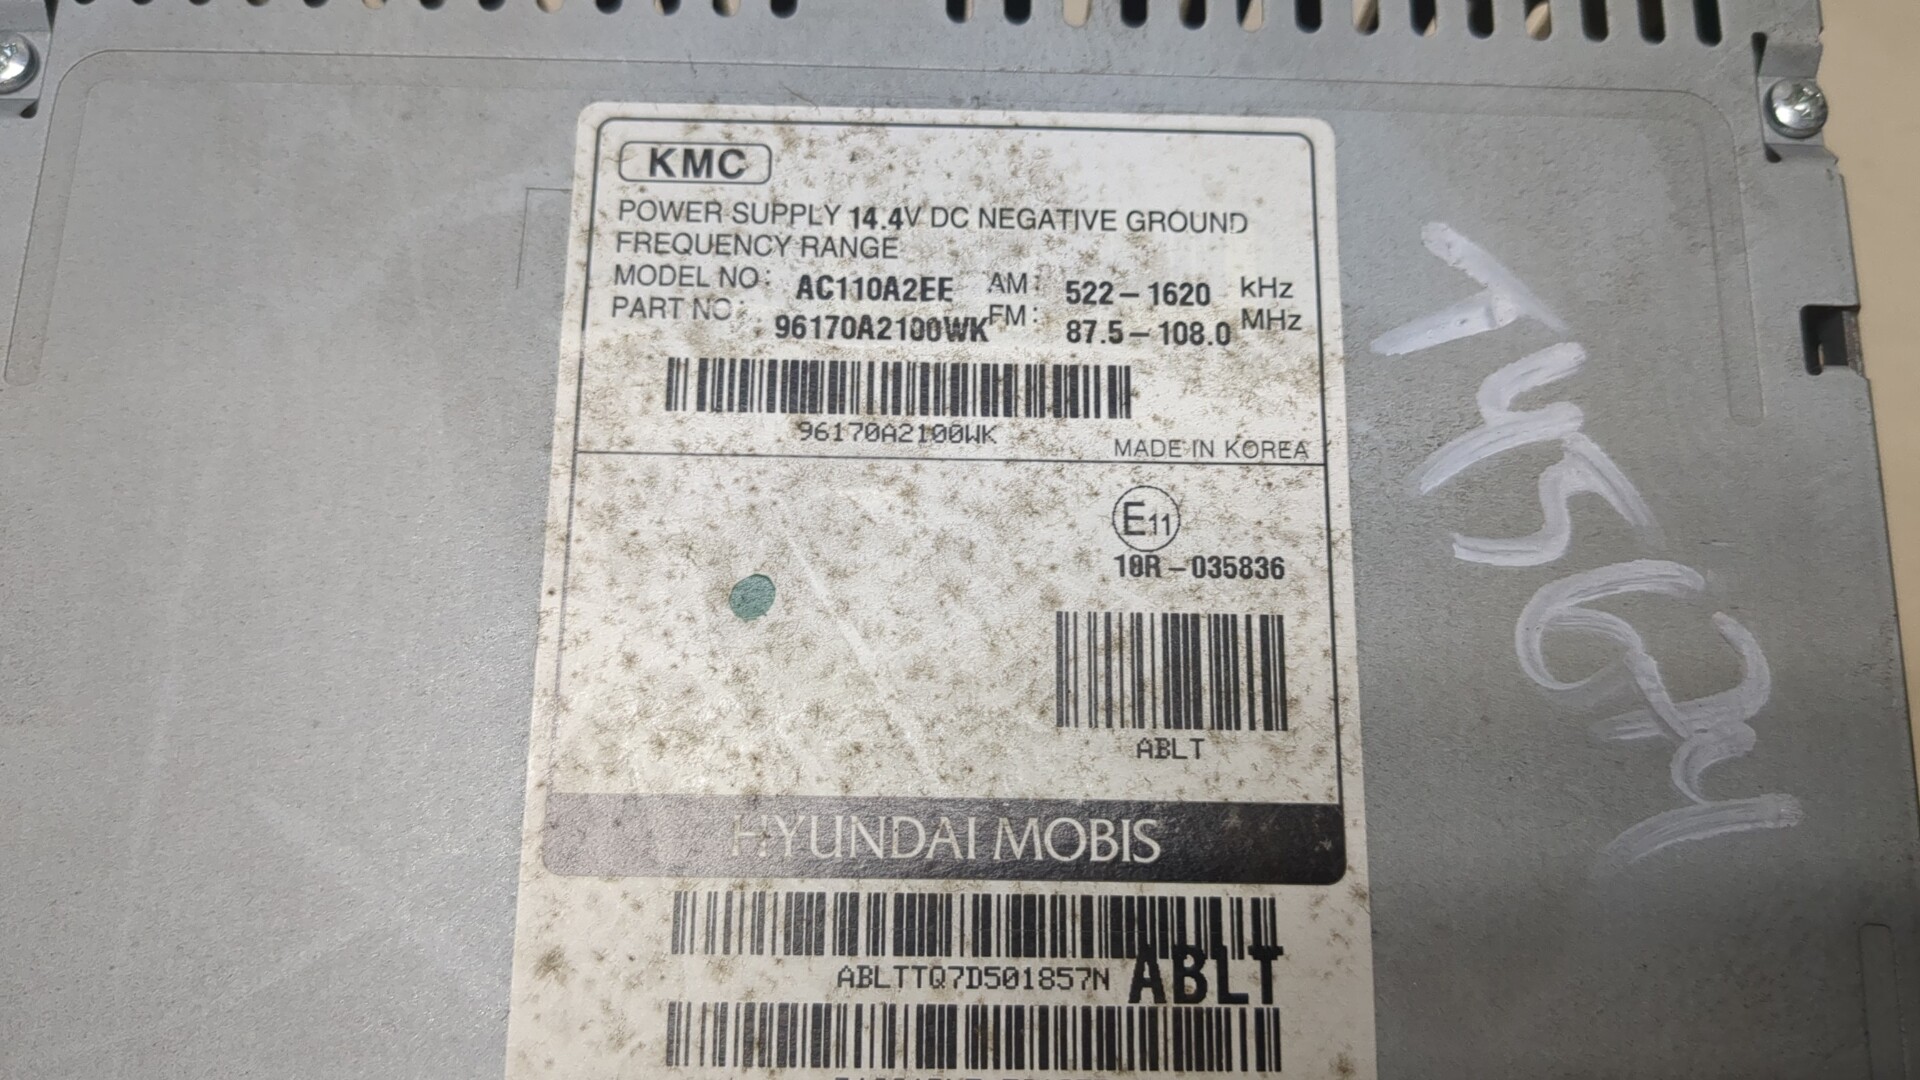 KMC
POWER SUPPLY 14.4V DC NEGATIVE GROUND
FREQUENCY RANGE
MODEL NO: AC110A2EE AM: 522-1620 kHz
PART NO: 96170A2100WK FM: 87.5-108.0 MHz
96170A2100WK
MADE IN KOREA
E11
10R-035836
ABLT
HYUNDAI MOBIS
ABLTTQ7D501857N ABLT